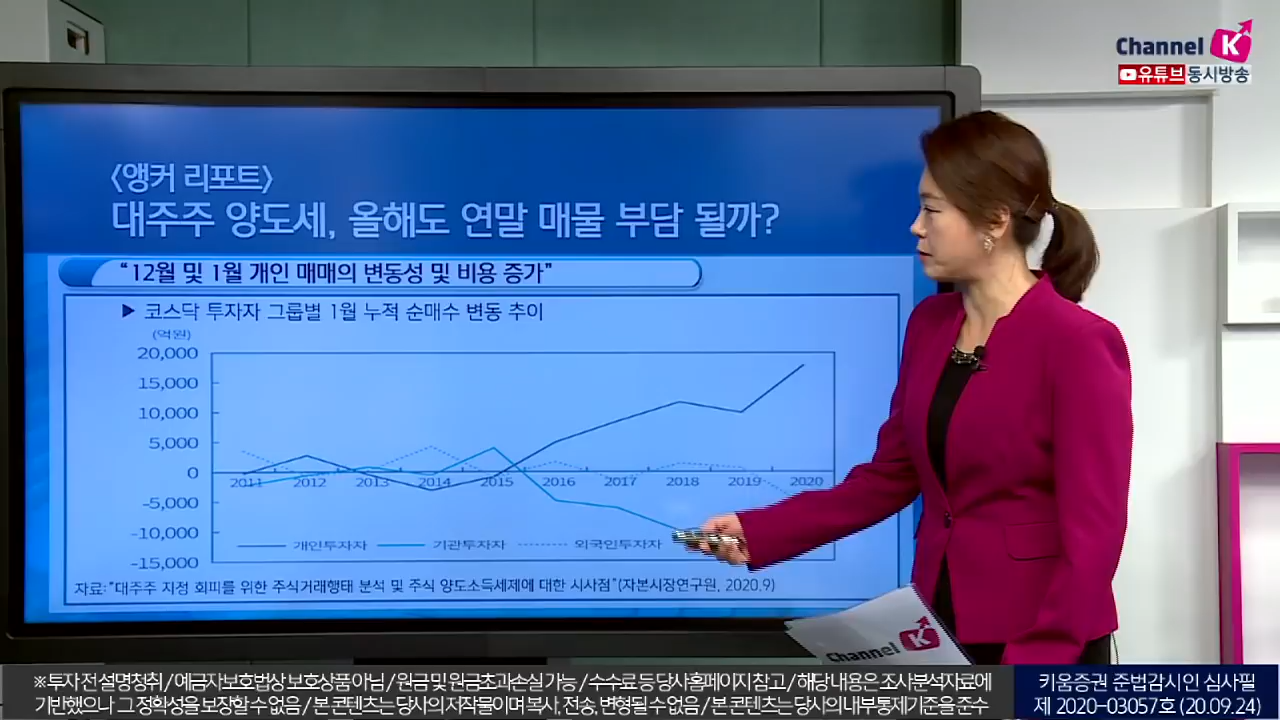 Channel K
유튜브 동시방송
〈앵커 리포트〉
대주주 양도세, 올해도 연말 매물 부담 될까?
“12월 및 1월 개인 매매의 변동성 및 비용 증가”
▶ 코스닥 투자자 그룹별 1월 누적 순매수 변동 추이
(억원)
20,000
15,000
10,000
5,000
0
-5,000
-10,000
-15,000
2011 2012 2013 2014 2015 2016 2017 2018 2019 2020
개인투자자 기관투자자 외국인투자자
자료:"대주주 지정 회피를 위한 주식거래행태 분석 및 주식 양도소득세제에 대한 시사점"(자본시장연구원, 2020.9)
Channel K
※ 투자 전 설명청취 / 예금자보호법상 보호상품 아님 / 원금 및 원금초과손실 가능 / 수수료 등 당사홈페이지 참고 / 해당 내용은 조사분석자료에
기반했으나 그 정확성을 보장할 수 없음 / 본 콘텐츠는 당사의 저작물이며 복사, 전송, 변형될 수 없음 / 본 콘텐츠는 당사의 내부통제기준을 준수
키움증권 준법감시인 심사필
제 2020-03057호 (20.09.24)